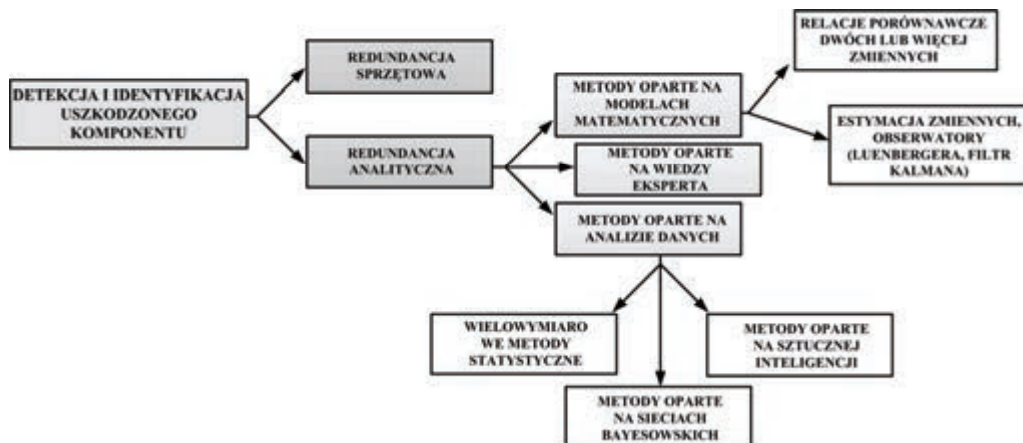 DETEKCJA I IDENTYFIKACJA
USZKODZONEGO
KOMPONENTU
REDUNDANCJA
SPRZĘTOWA
REDUNDANCJA
ANALITYCZNA
METODY OPARTE NA
MODELACH
MATEMATYCZNYCH
METODY OPARTE
NA WIEDZY
EKSPERTA
METODY OPARTE NA
ANALIZIE DANYCH
RELACJE PORÓWNAWCZE
DWÓCH LUB WIĘCEJ
ZMIENNYCH
ESTYMACJA ZMIENNYCH,
OBSERWATORY
(LUENBERGERA, FILTR
KALMANA)
WIELOWYMIARO
WE METODY
STATYSTYCZNE
METODY OPARTE
NA SIECIACH
BAYESOWSKICH
METODY OPARTE
NA SZTUCZNEJ
INTELIGENCJI